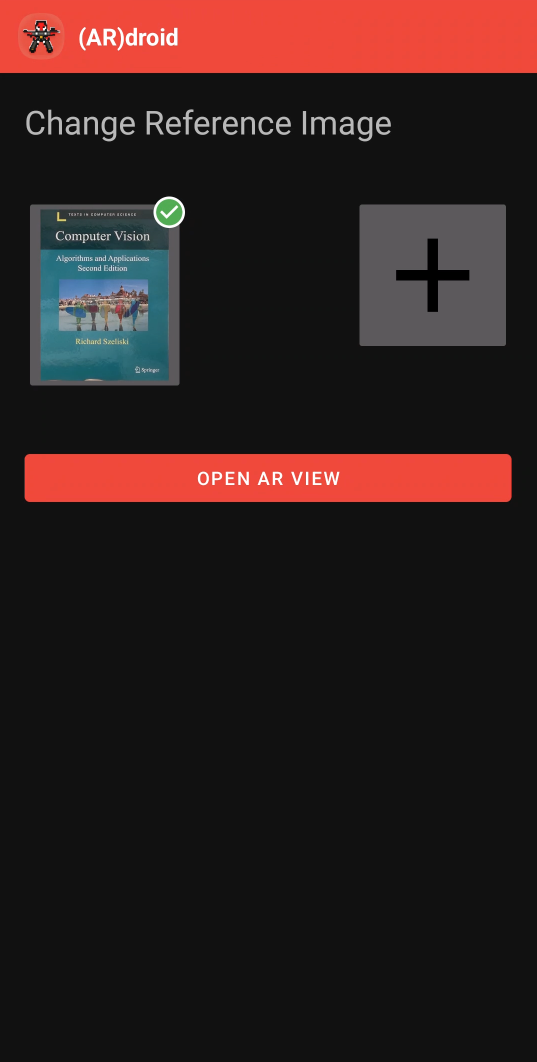 (AR)droid
Change Reference Image
TEXTS IN COMPUTER SCIENCE
Computer Vision
Algorithms and Applications
Second Edition
Richard Szeliski
Springer
OPEN AR VIEW